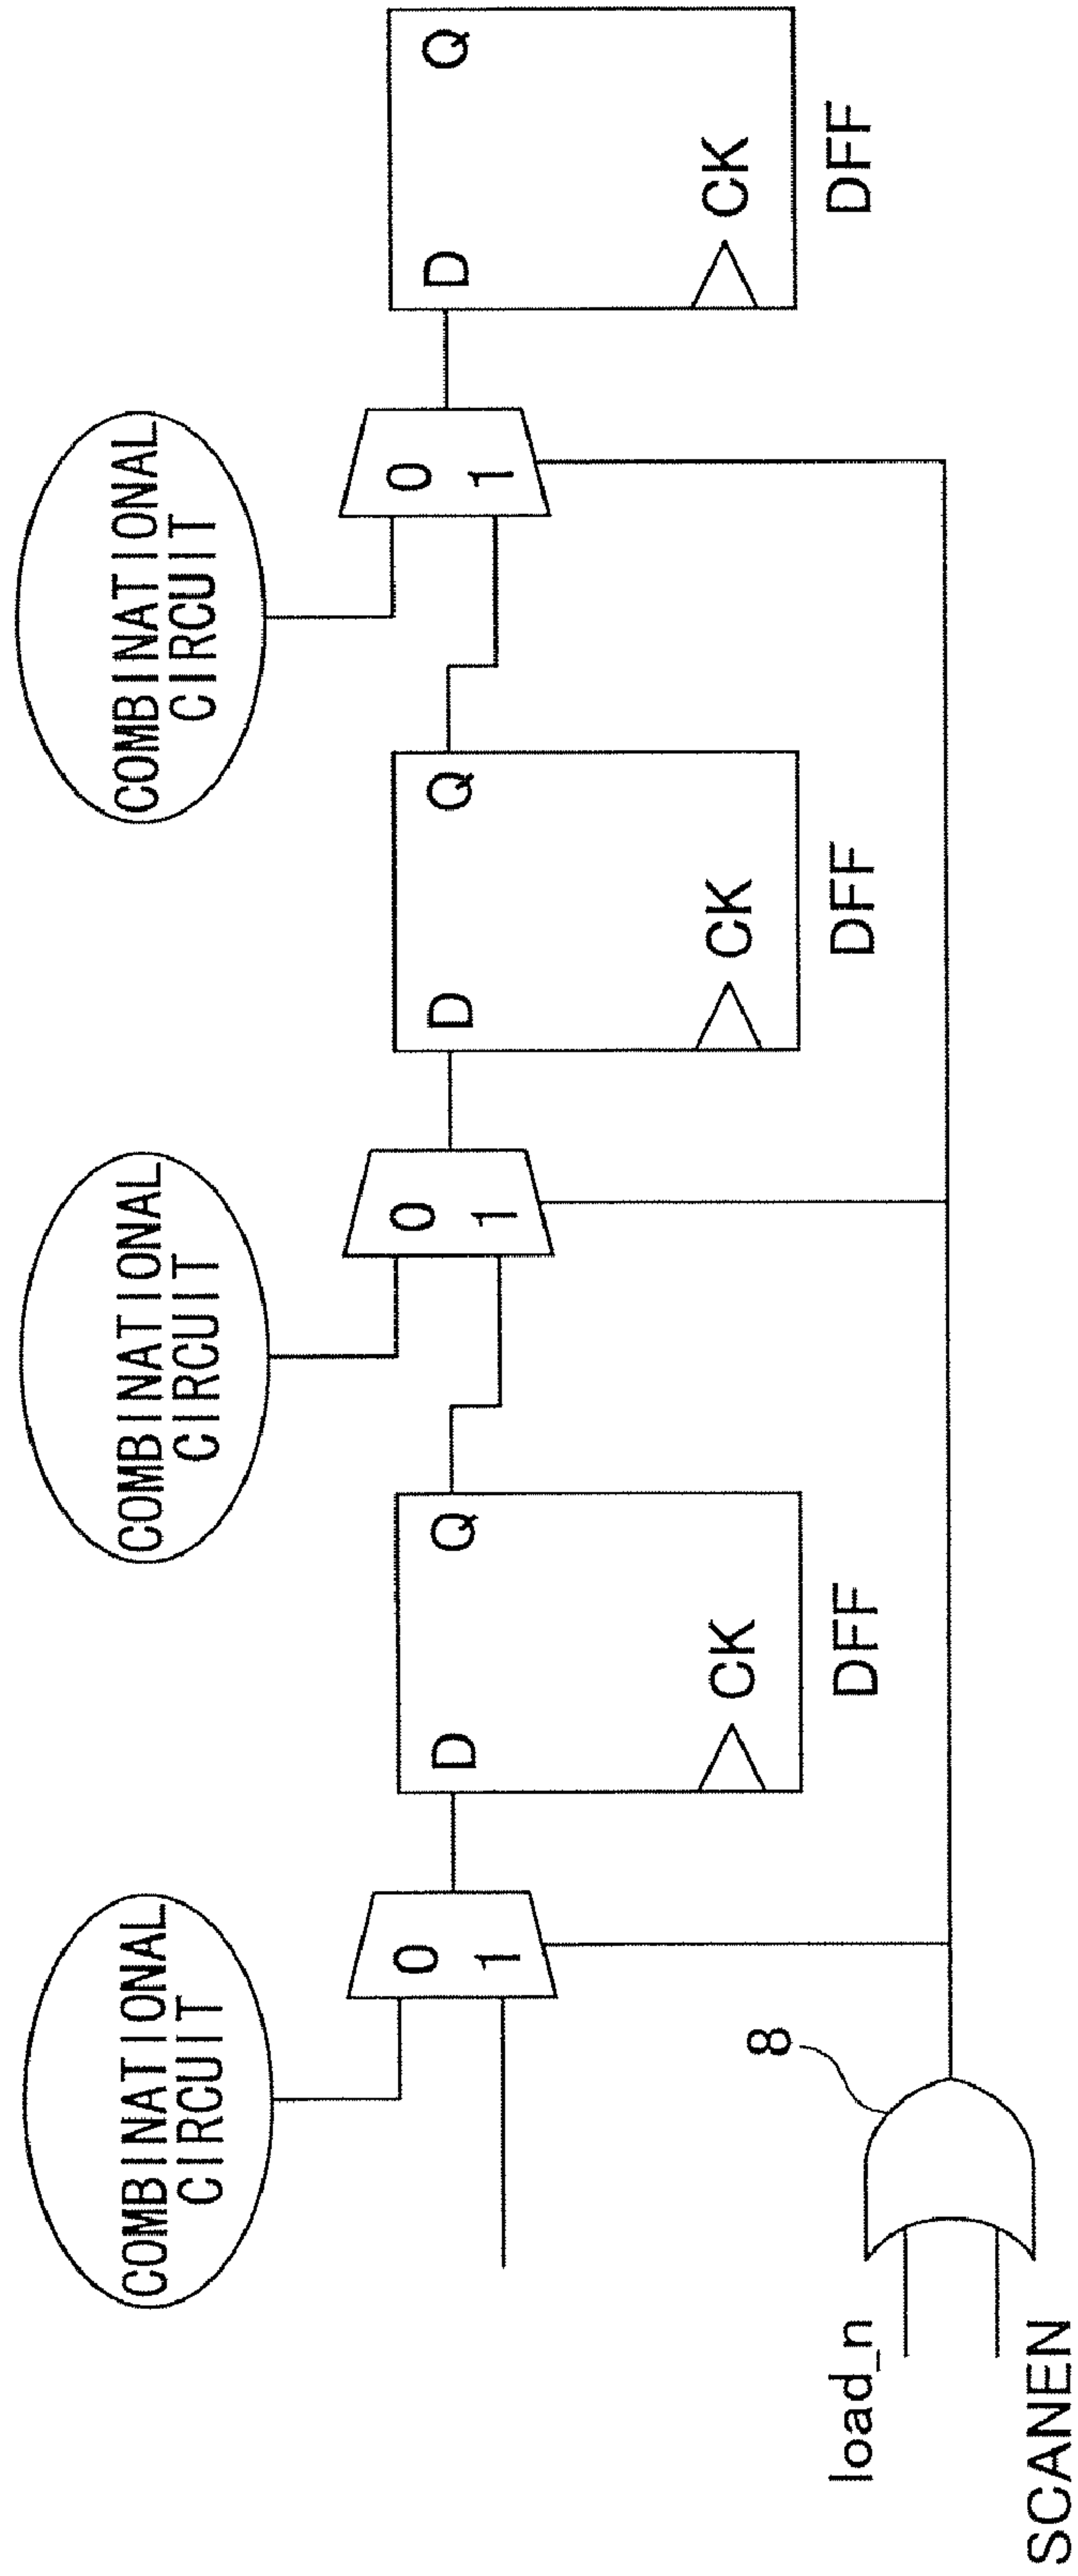 COMBINATIONAL
CIRCUIT
COMBINATIONAL
CIRCUIT
COMBINATIONAL
CIRCUIT
0
1
D
Q
CK
DFF
0
1
D
Q
CK
DFF
0
1
D
Q
CK
DFF
load_n
SCANEN
8